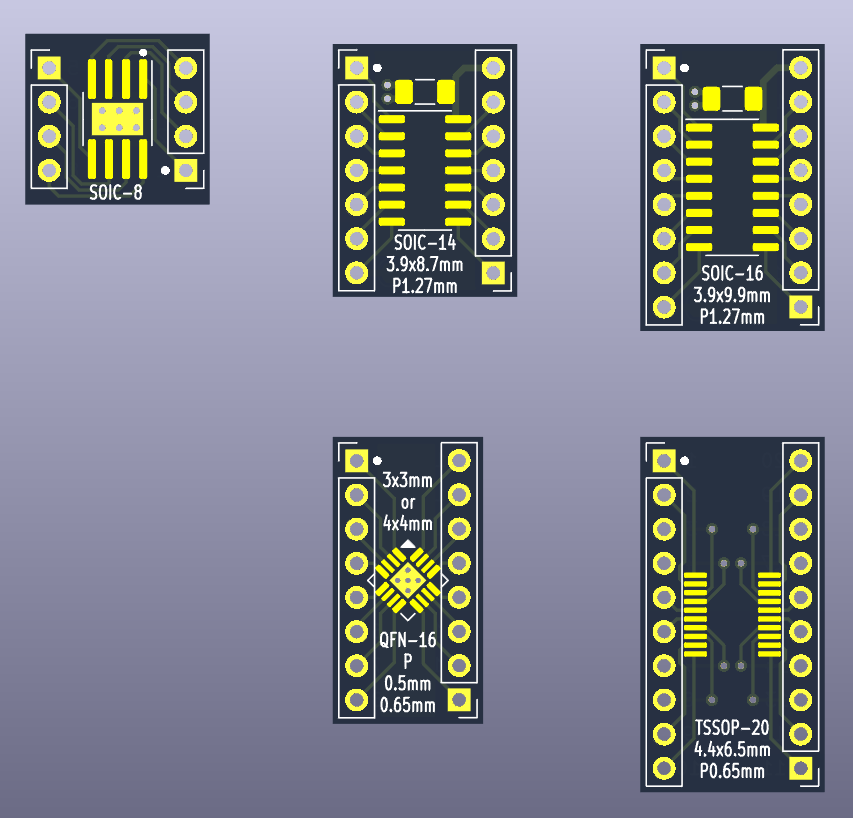 SOIC-8
SOIC-14
3.9x8.7mm
P1.27mm
SOIC-16
3.9x9.9mm
P1.27mm
3x3mm
or
4x4mm
QFN-16
P
0.5mm
0.65mm
TSSOP-20
4.4x6.5mm
P0.65mm